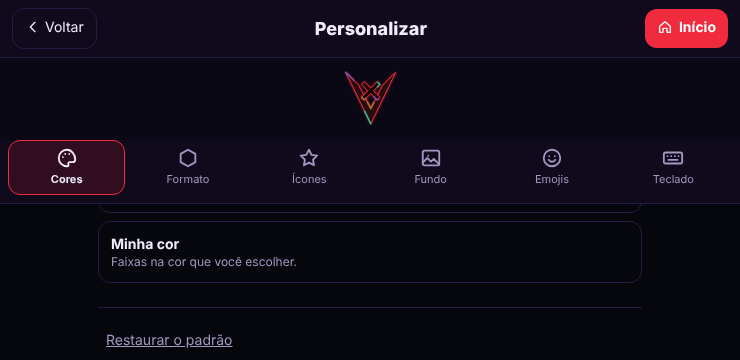 Voltar
Personalizar
Início
Cores
Formato
Ícones
Fundo
Emojis
Teclado
Minha cor
Faixas na cor que você escolher.
Restaurar o padrão